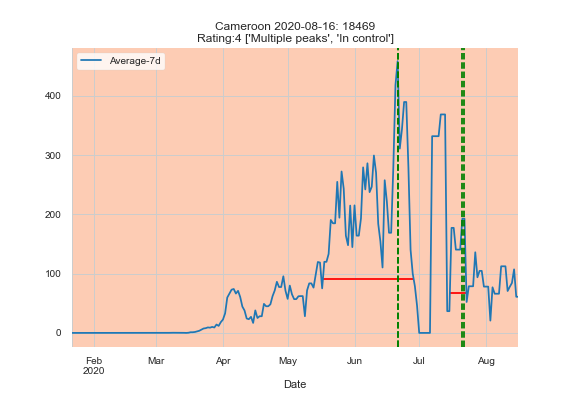 Cameroon 2020-08-16: 18469
Rating:4 ['Multiple peaks', 'In control']
Average-7d
400
300
200
100
0
Feb Mar Apr May Jun Jul Aug
2020
Date